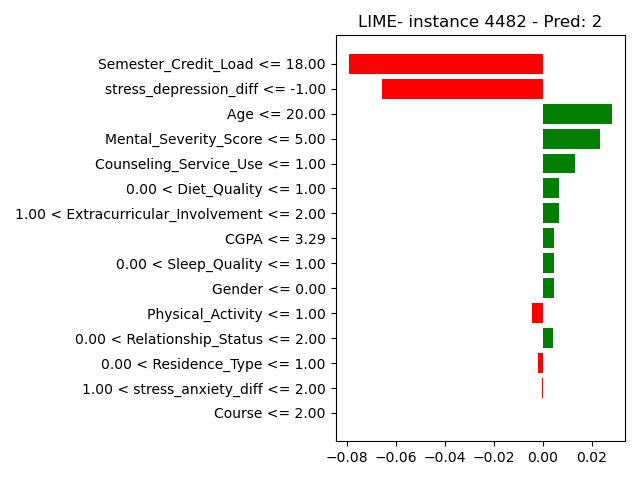 LIME- instance 4482 - Pred: 2
Semester_Credit_Load <= 18.00
stress_depression_diff <= -1.00
Age <= 20.00
Mental_Severity_Score <= 5.00
Counseling_Service_Use <= 1.00
0.00 < Diet_Quality <= 1.00
1.00 < Extracurricular_Involvement <= 2.00
CGPA <= 3.29
0.00 < Sleep_Quality <= 1.00
Gender <= 0.00
Physical_Activity <= 1.00
0.00 < Relationship_Status <= 2.00
0.00 < Residence_Type <= 1.00
1.00 < stress_anxiety_diff <= 2.00
Course <= 2.00
−0.08 −0.06 −0.04 −0.02 0.00 0.02